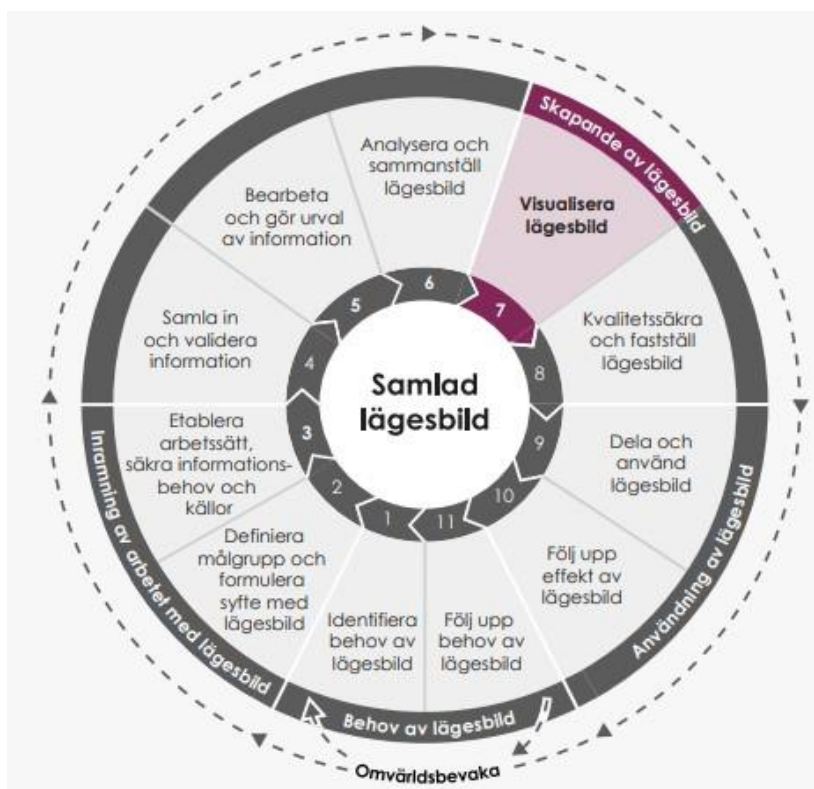 Skapande av lägesbild
Analysera och
sammanställ
lägesbild
Visualisera
lägesbild
Bearbeta
och gör urval
av information
Samla in
och validera
information
Kvalitetssäkra
och fastställ
lägesbild
Etablera
arbetssätt,
säkra informations-
behov och
källor
Dela och
använd
lägesbild
Definiera
målgrupp och
formulera
syfte med
lägesbild
Följ upp
effekt av
lägesbild
Identifiera
behov av
lägesbild
Följ upp
behov av
lägesbild
6
7
5
8
4
9
3
10
2
11
1
Samlad
lägesbild
Inramning av arbetet med lägesbild
Användning av lägesbild
Behov av lägesbild
Omvärldsbevaka